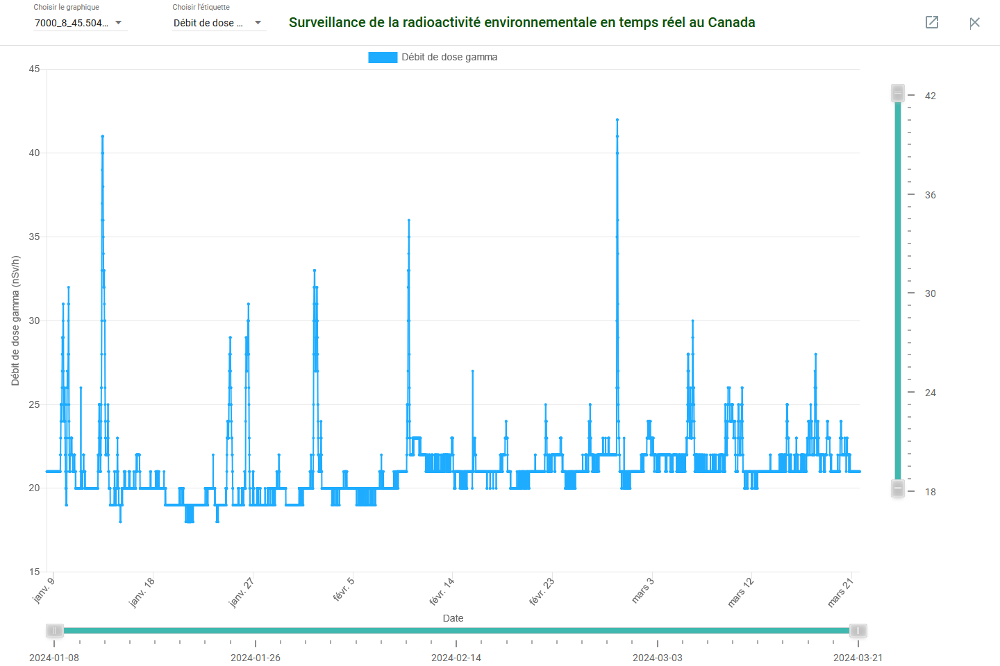 Choisir le graphique
7000_8_45.504...
Choisir l'étiquette
Débit de dose ...
Surveillance de la radioactivité environnementale en temps réel au Canada
Débit de dose gamma
Débit de dose gamma (nSv/h)
45
40
35
30
25
20
15
janv. 9
janv. 18
janv. 27
févr. 5
févr. 14
févr. 23
mars 3
mars 12
mars 21
Date
42
36
30
24
18
2024-01-08
2024-01-26
2024-02-14
2024-03-03
2024-03-21